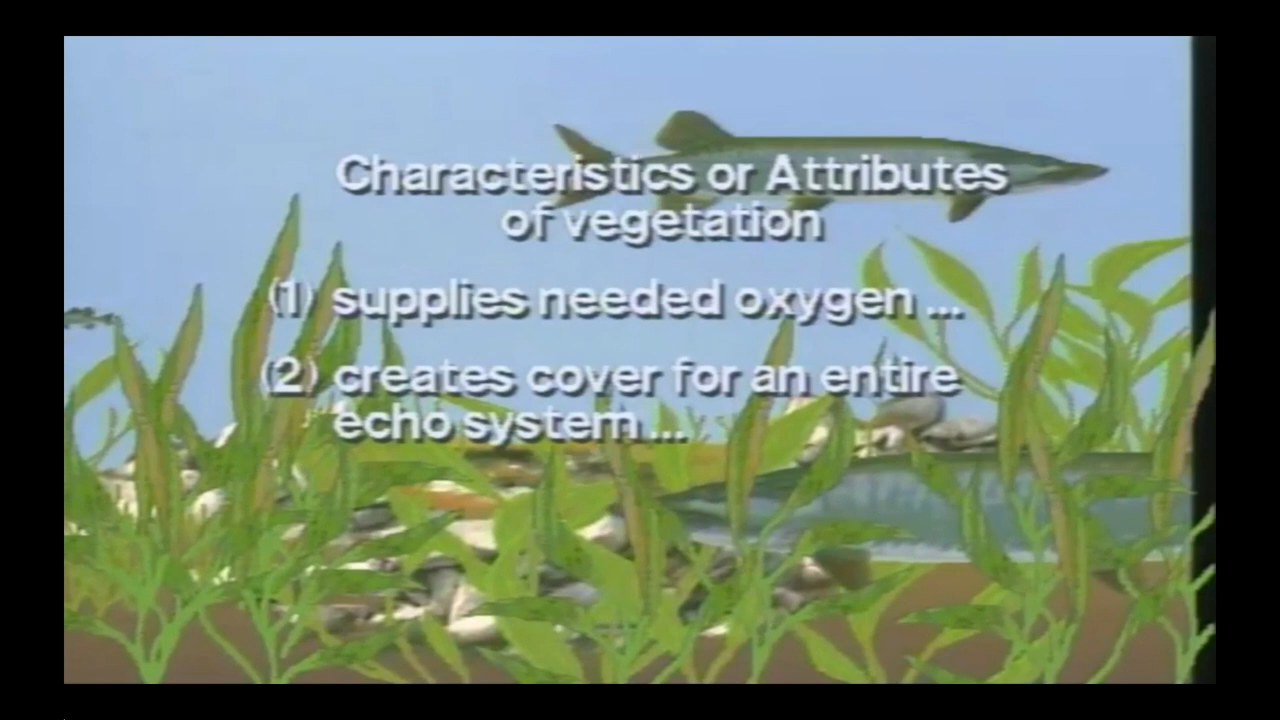 Characteristics or Attributes
of vegetation
(1) supplies needed oxygen ...
(2) creates cover for an entire
echo system ...